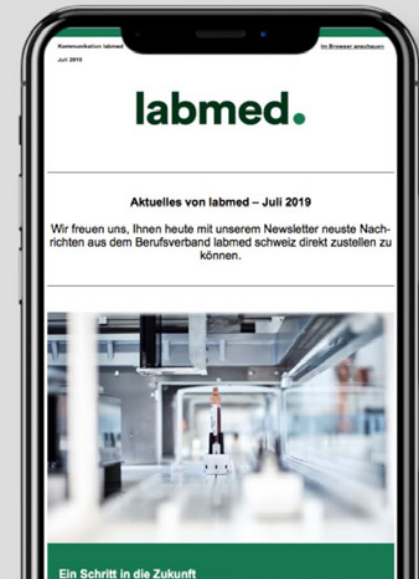 Kommunikation labmed
Im Browser anschauen
Juli 2019
labmed.
Aktuelles von labmed – Juli 2019
Wir freuen uns, Ihnen heute mit unserem Newsletter neuste Nach-
richten aus dem Berufsverband labmed schweiz direkt zustellen zu
können.
Ein Schritt in die Zukunft